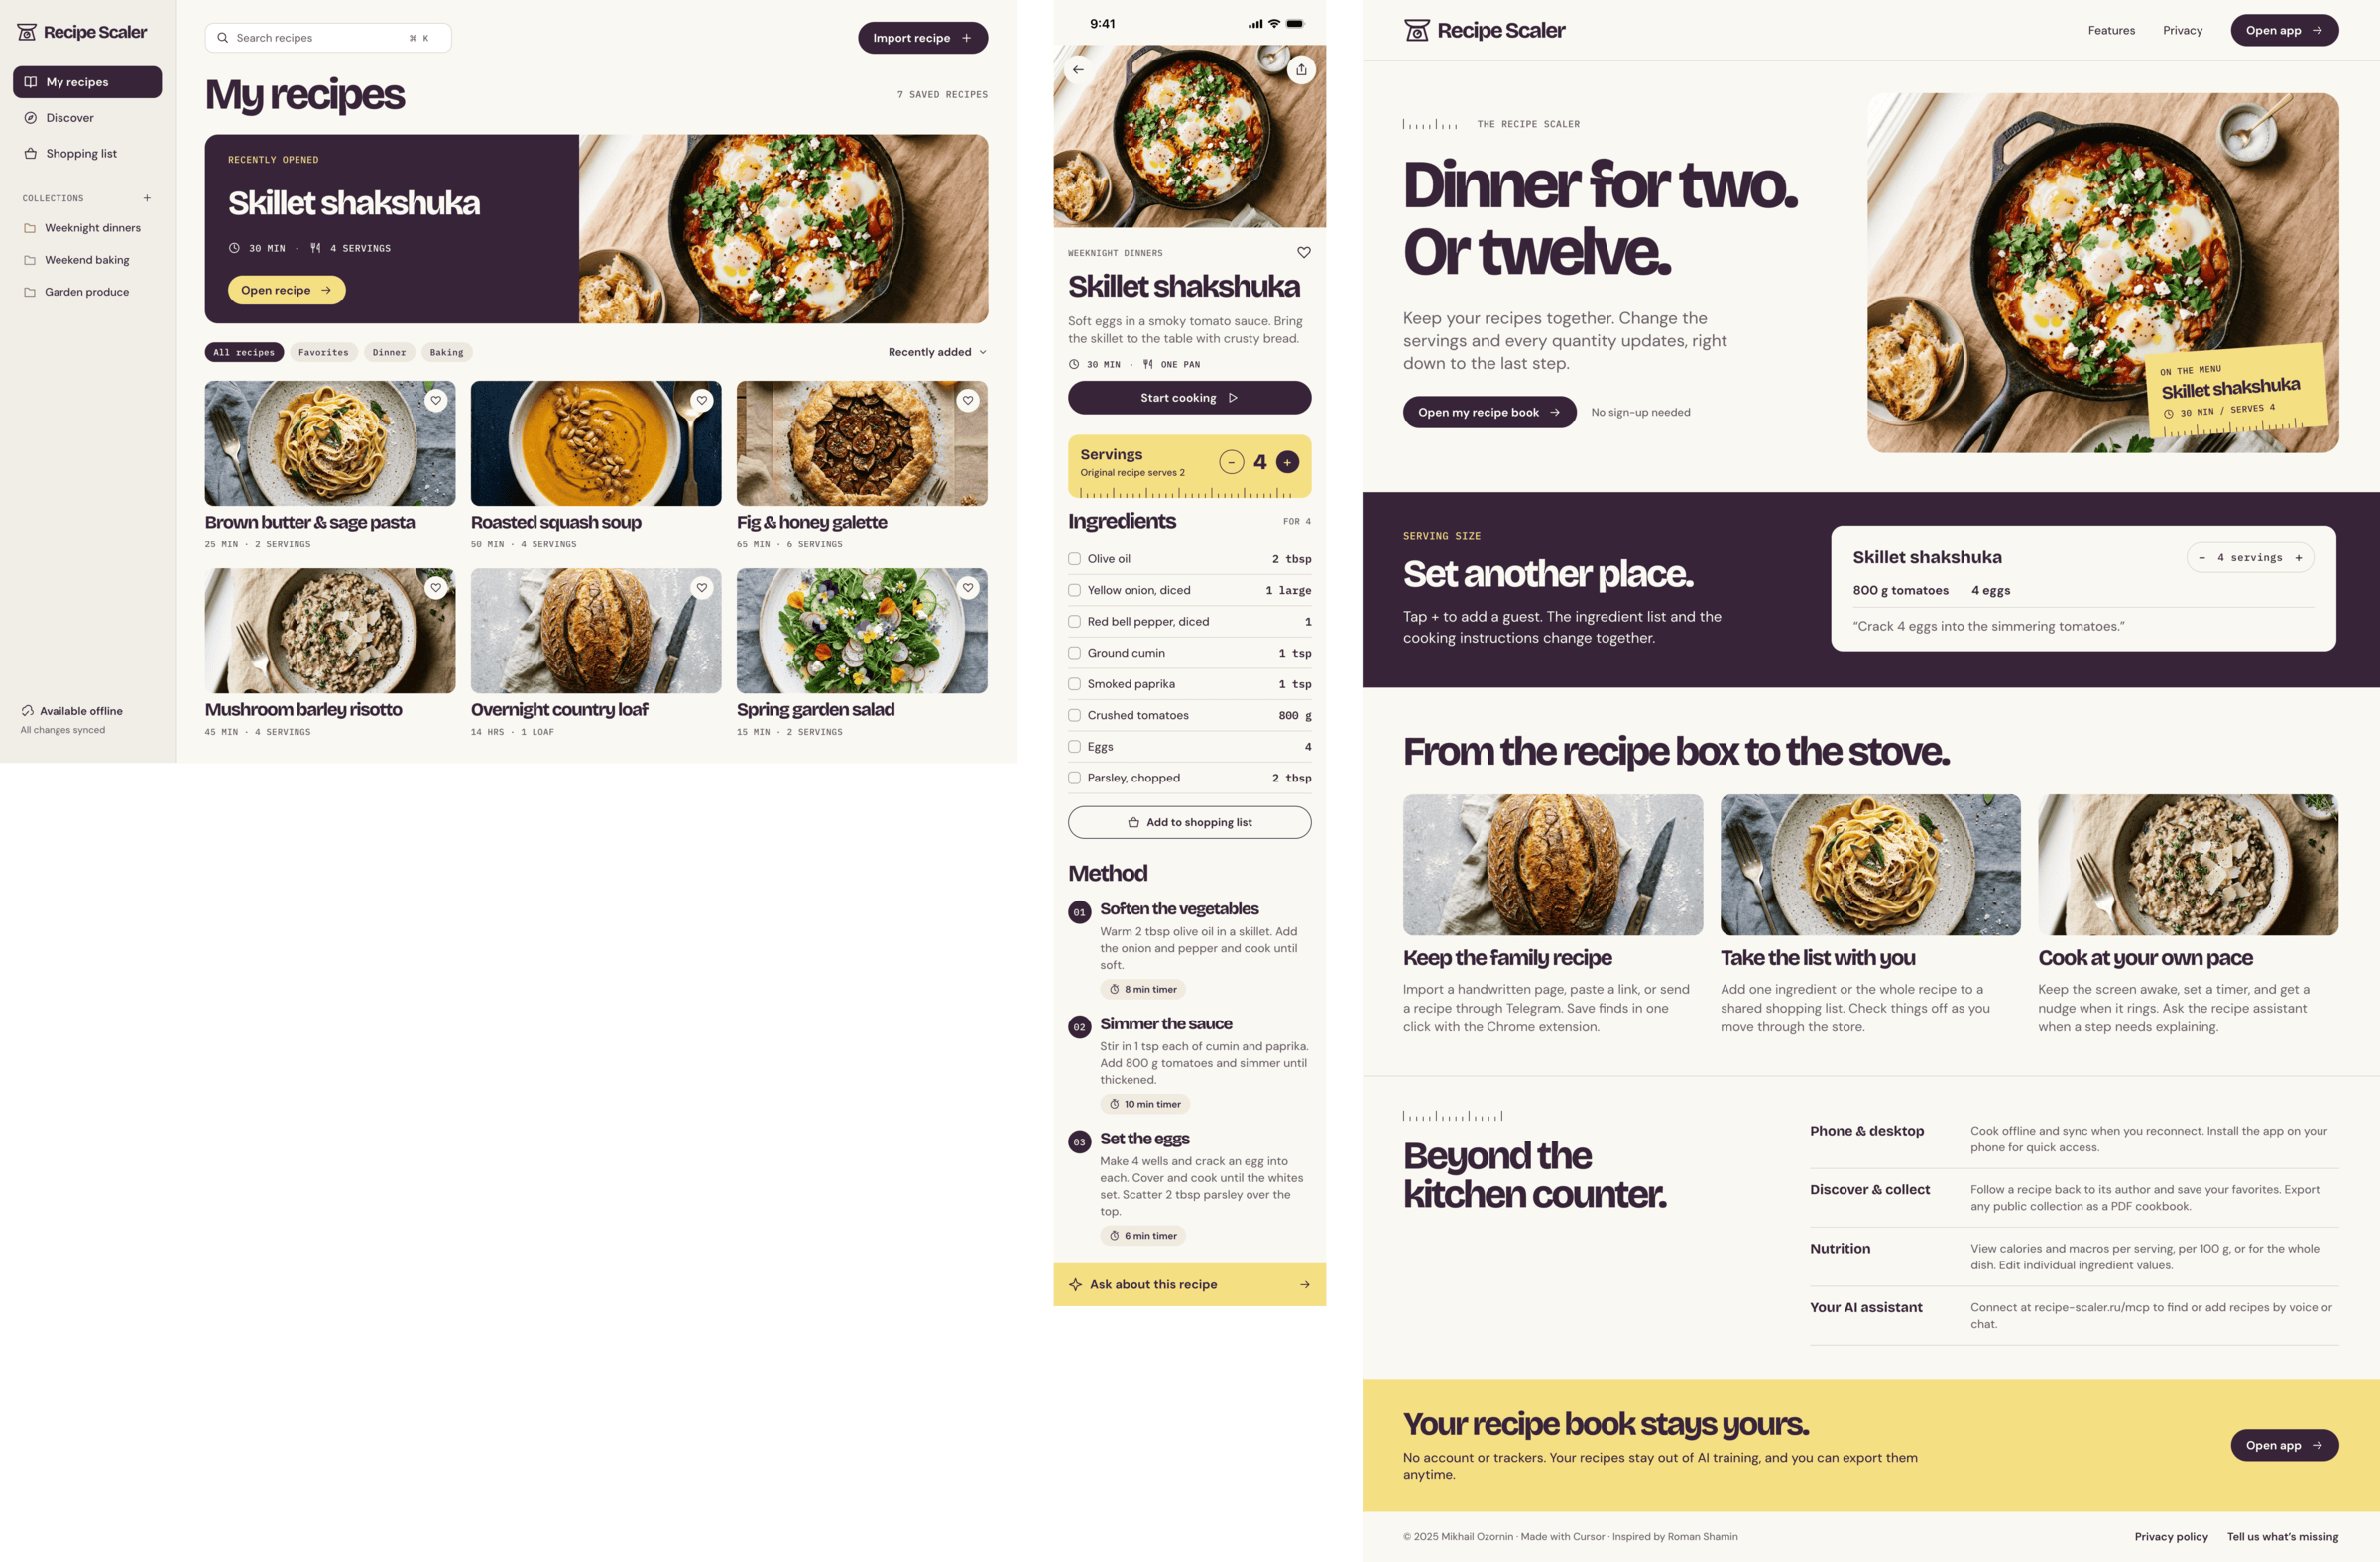 Recipe Scaler
My recipes
Discover
Shopping list
COLLECTIONS
Weeknight dinners
Weekend baking
Garden produce
Available offline
All changes synced
Search recipes ⌘ K
Import recipe +
My recipes
7 SAVED RECIPES
RECENTLY OPENED
Skillet shakshuka
30 MIN · 4 SERVINGS
Open recipe →
All recipes Favorites Dinner Baking
Recently added
Brown butter & sage pasta
25 MIN · 2 SERVINGS
Roasted squash soup
50 MIN · 4 SERVINGS
Fig & honey galette
65 MIN · 6 SERVINGS
Mushroom barley risotto
45 MIN · 4 SERVINGS
Overnight country loaf
14 HRS · 1 LOAF
Spring garden salad
15 MIN · 2 SERVINGS
9:41
WEEKNIGHT DINNERS
Skillet shakshuka
Soft eggs in a smoky tomato sauce. Bring
the skillet to the table with crusty bread.
30 MIN · ONE PAN
Start cooking
Servings
Original recipe serves 2
− 4 +
Ingredients
FOR 4
Olive oil 2 tbsp
Yellow onion, diced 1 large
Red bell pepper, diced 1
Ground cumin 1 tsp
Smoked paprika 1 tsp
Crushed tomatoes 800 g
Eggs 4
Parsley, chopped 2 tbsp
Add to shopping list
Method
01 Soften the vegetables
Warm 2 tbsp olive oil in a skillet. Add
the onion and pepper and cook until
soft.
8 min timer
02 Simmer the sauce
Stir in 1 tsp each of cumin and paprika.
Add 800 g tomatoes and simmer until
thickened.
10 min timer
03 Set the eggs
Make 4 wells and crack an egg into
each. Cover and cook until the whites
set. Scatter 2 tbsp parsley over the
top.
6 min timer
Ask about this recipe →
Recipe Scaler
Features
Privacy
Open app →
THE RECIPE SCALER
Dinner for two.
Or twelve.
Keep your recipes together. Change the
servings and every quantity updates, right
down to the last step.
Open my recipe book →
No sign-up needed
LODGE
ON THE MENU
Skillet shakshuka
30 MIN / SERVES 4
SERVING SIZE
Set another place.
Tap + to add a guest. The ingredient list and the
cooking instructions change together.
Skillet shakshuka
− 4 servings +
800 g tomatoes 4 eggs
“Crack 4 eggs into the simmering tomatoes.”
From the recipe box to the stove.
Keep the family recipe
Import a handwritten page, paste a link, or send
a recipe through Telegram. Save finds in one
click with the Chrome extension.
Take the list with you
Add one ingredient or the whole recipe to a
shared shopping list. Check things off as you
move through the store.
Cook at your own pace
Keep the screen awake, set a timer, and get a
nudge when it rings. Ask the recipe assistant
when a step needs explaining.
Beyond the
kitchen counter.
Phone & desktop
Cook offline and sync when you reconnect. Install the app on your
phone for quick access.
Discover & collect
Follow a recipe back to its author and save your favorites. Export
any public collection as a PDF cookbook.
Nutrition
View calories and macros per serving, per 100 g, or for the whole
dish. Edit individual ingredient values.
Your AI assistant
Connect at recipe-scaler.ru/mcp to find or add recipes by voice or
chat.
Your recipe book stays yours.
No account or trackers. Your recipes stay out of AI training, and you can export them
anytime.
Open app →
© 2025 Mikhail Ozornin · Made with Cursor · Inspired by Roman Shamin
Privacy policy
Tell us what’s missing